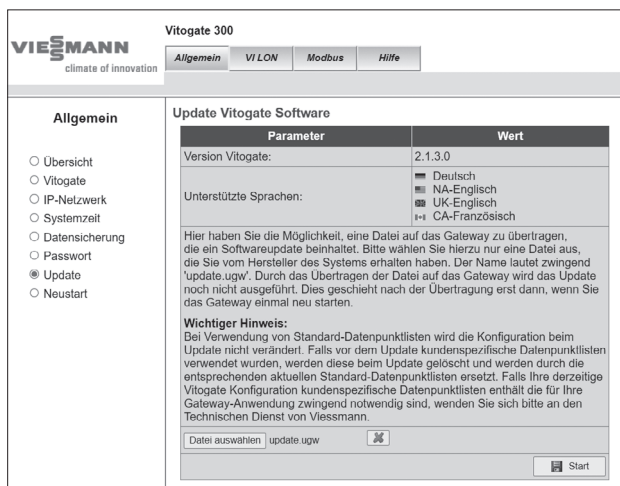 Vitogate 300
VIESMANN
climate of innovation
Allgemein VI LON Modbus Hilfe
Allgemein
Übersicht
Vitogate
IP-Netzwerk
Systemzeit
Datensicherung
Passwort
Update
Neustart
Update Vitogate Software
Parameter Wert
Version Vitogate: 2.1.3.0
Unterstützte Sprachen:
Deutsch
NA-Englisch
UK-Englisch
CA-Französisch
Hier haben Sie die Möglichkeit, eine Datei auf das Gateway zu übertragen,
die ein Softwareupdate beinhaltet. Bitte wählen Sie hierzu nur eine Datei aus,
die Sie vom Hersteller des Systems erhalten haben. Der Name lautet zwingend
'update.ugw'. Durch das Übertragen der Datei auf das Gateway wird das Update
noch nicht ausgeführt. Dies geschieht nach der Übertragung erst dann, wenn Sie
das Gateway einmal neu starten.
Wichtiger Hinweis:
Bei Verwendung von Standard-Datenpunktlisten wird die Konfiguration beim
Update nicht verändert. Falls vor dem Update kundenspezifische Datenpunktlisten
verwendet wurden, werden diese beim Update gelöscht und werden durch die
entsprechenden aktuellen Standard-Datenpunktlisten ersetzt. Falls Ihre derzeitige
Vitogate Konfiguration kundenspezifische Datenpunktlisten enthält die für Ihre
Gateway-Anwendung zwingend notwendig sind, wenden Sie sich bitte an den
Technischen Dienst von Viessmann.
Datei auswählen update.ugw
Start